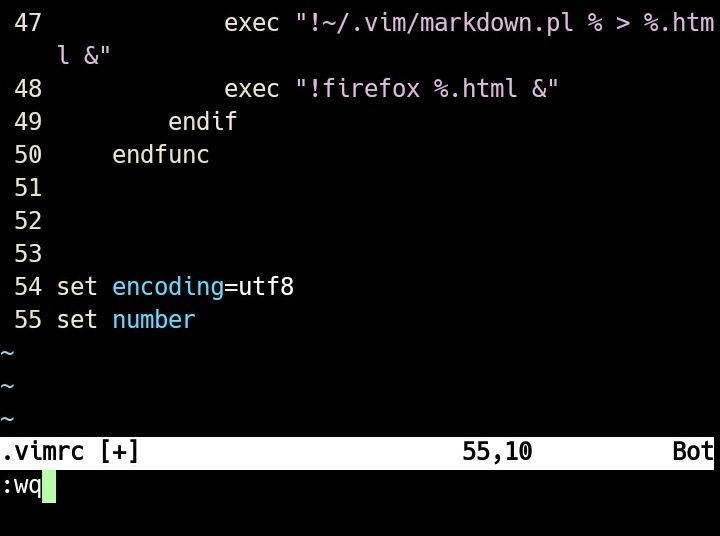 47             exec "!~/.vim/markdown.pl % > %.htm
l &"
48             exec "!firefox %.html &"
49         endif
50     endfunc
51
52
53
54 set encoding=utf8
55 set number
~
~
~
.vimrc [+] 55,10 Bot
:wq